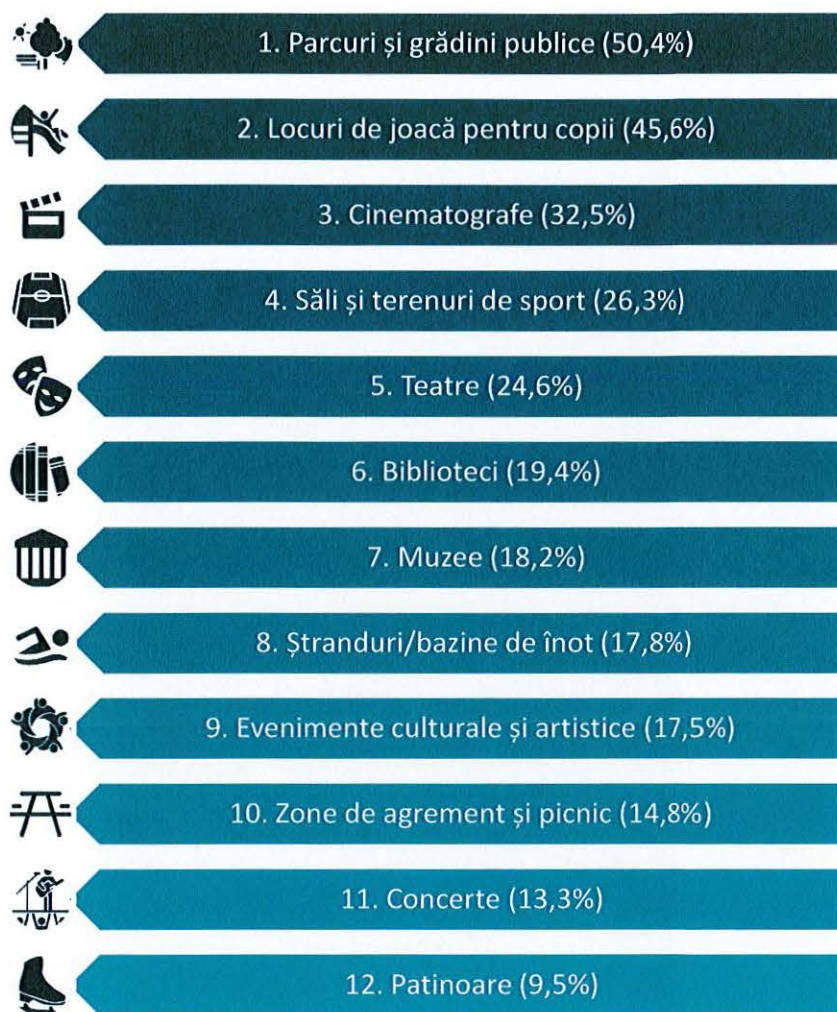 1. Parcuri și grădini publice (50,4%)
2. Locuri de joacă pentru copii (45,6%)
3. Cinematografe (32,5%)
4. Săli și terenuri de sport (26,3%)
5. Teatre (24,6%)
6. Biblioteci (19,4%)
7. Muzee (18,2%)
8. Ștranduri/bazine de înot (17,8%)
9. Evenimente culturale și artistice (17,5%)
10. Zone de agrement și picnic (14,8%)
11. Concerte (13,3%)
12. Patinoare (9,5%)